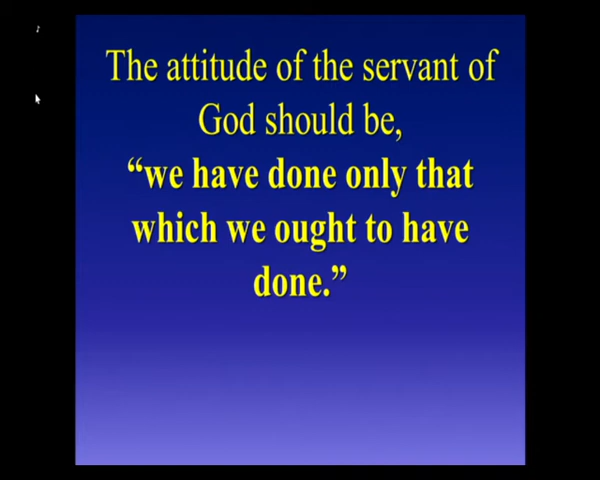 The attitude of the servant of
God should be,
“we have done only that
which we ought to have
done.”